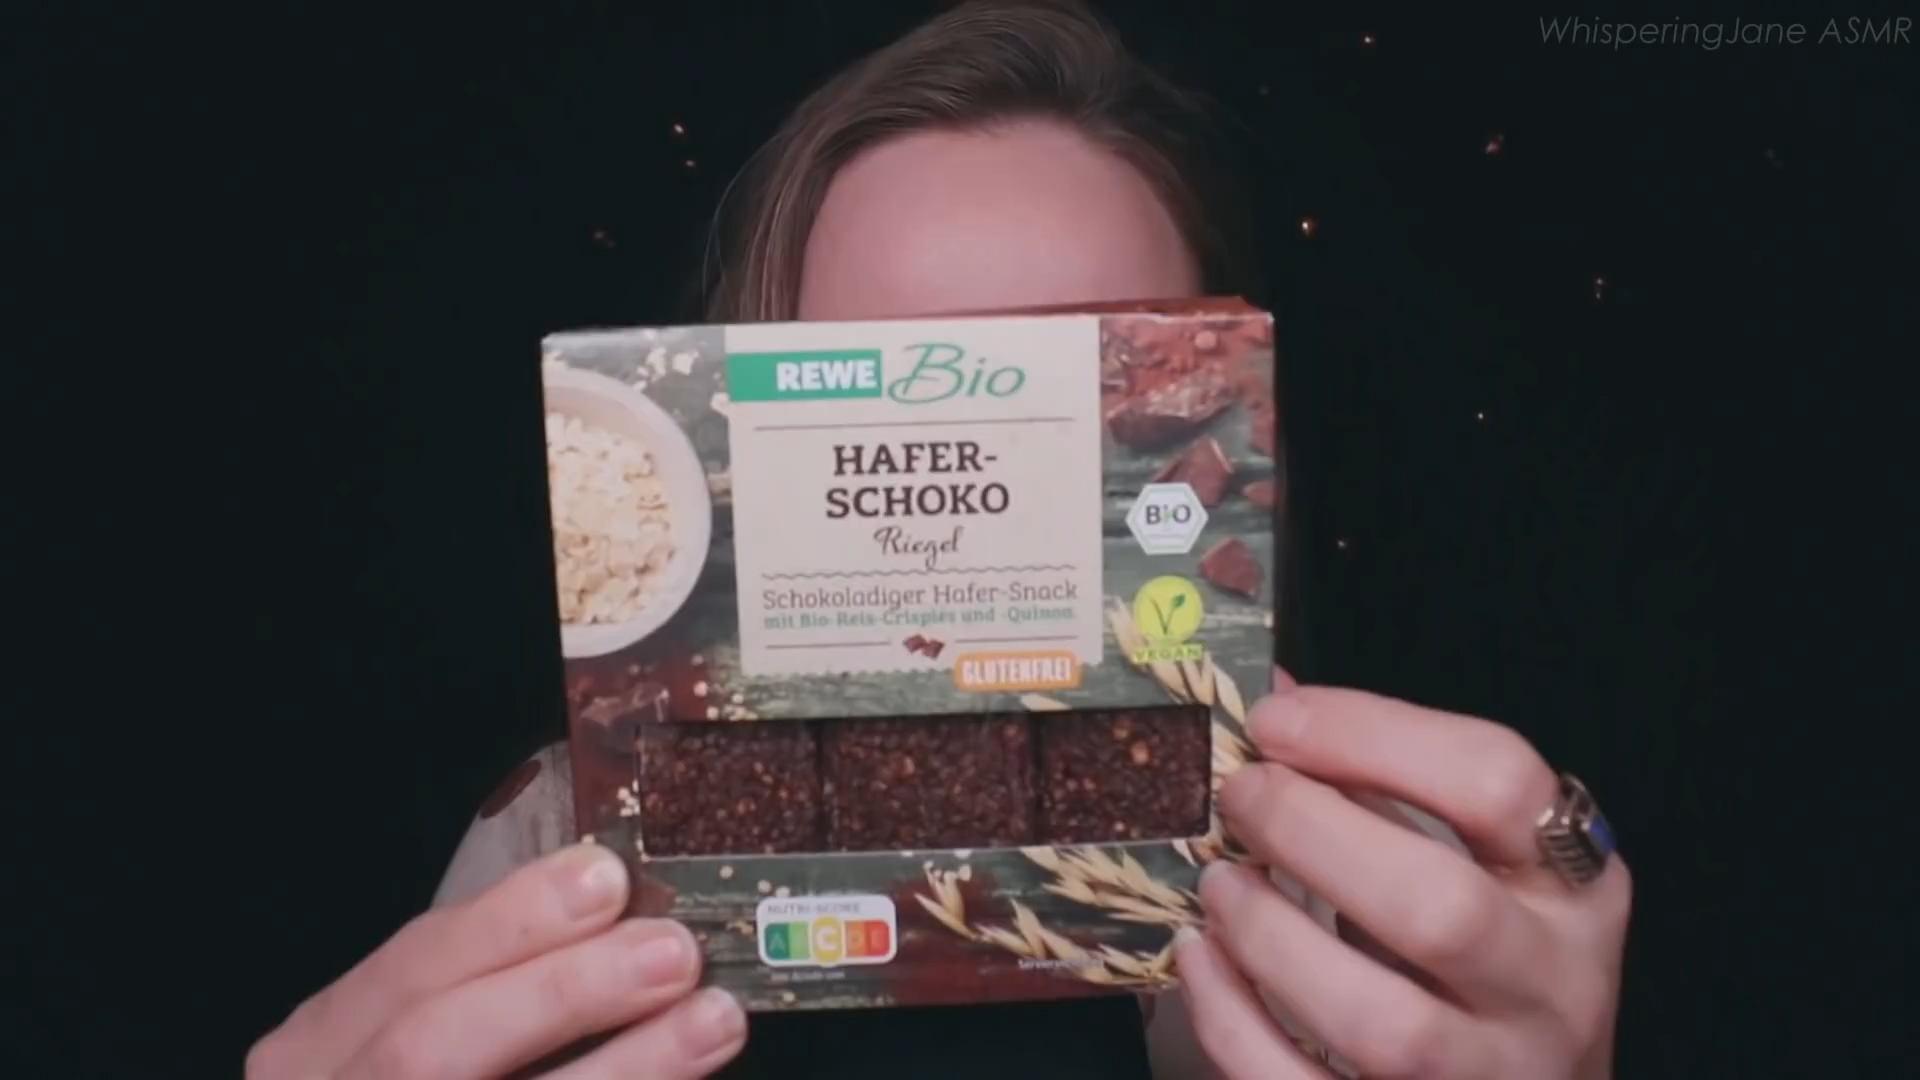 WhisperingJane ASMR
REWE Bio
HAFER-
SCHOKO
Riegel
Schokoladiger Hafer-Snack
mit Bio-Reis-Crispies und -Quinoa
GLUTENFREI
BIO
VEGAN
NUTRI-SCORE
A B C D E